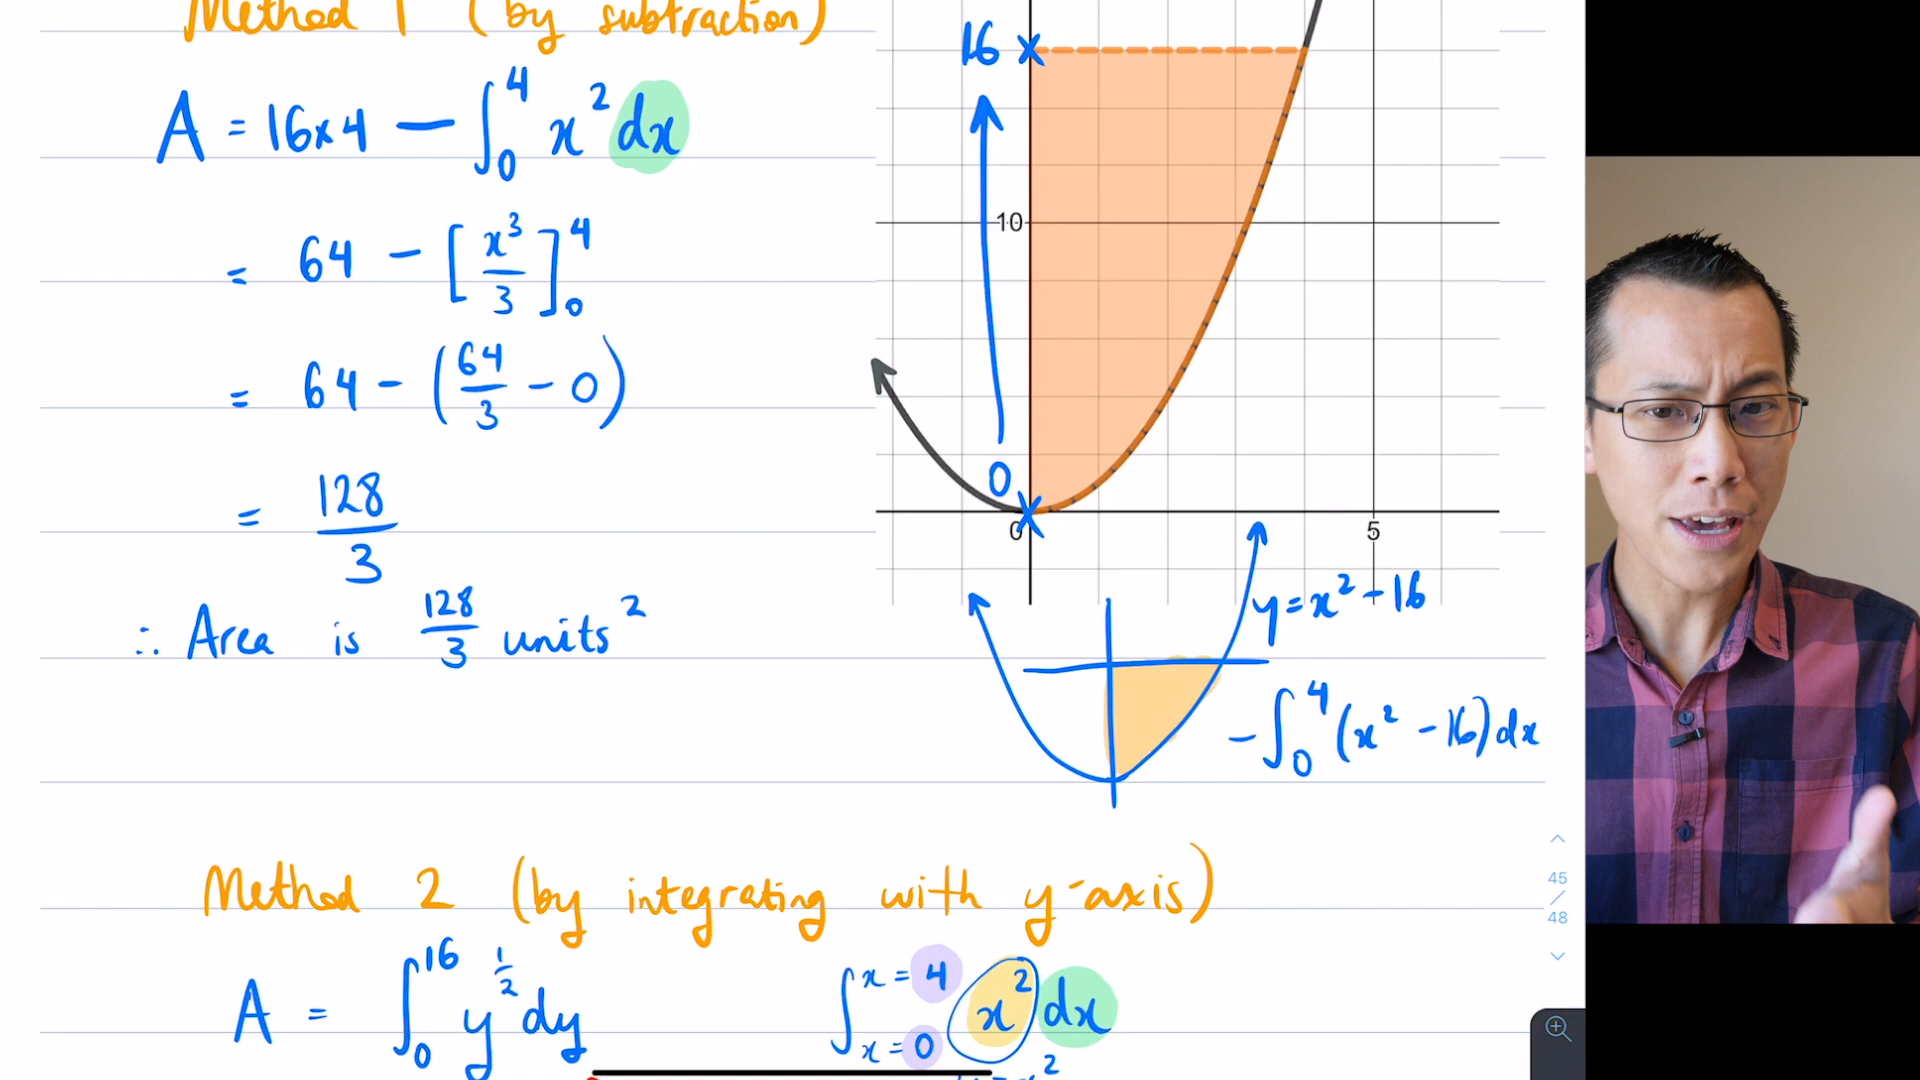 Method 1 (by subtraction)
A = 16×4 − ∫₀⁴ x² dx
= 64 − [x³/3]₀⁴
= 64 − (64/3 − 0)
= 128/3
∴ Area is 128/3 units²
16
10
0
0
5
y = x² − 16
−∫₀⁴ (x² − 16) dx
Method 2 (by integrating with y-axis)
A = ∫₀¹⁶ y^½ dy
∫ x=0 x=4 x² dx
45
/
48